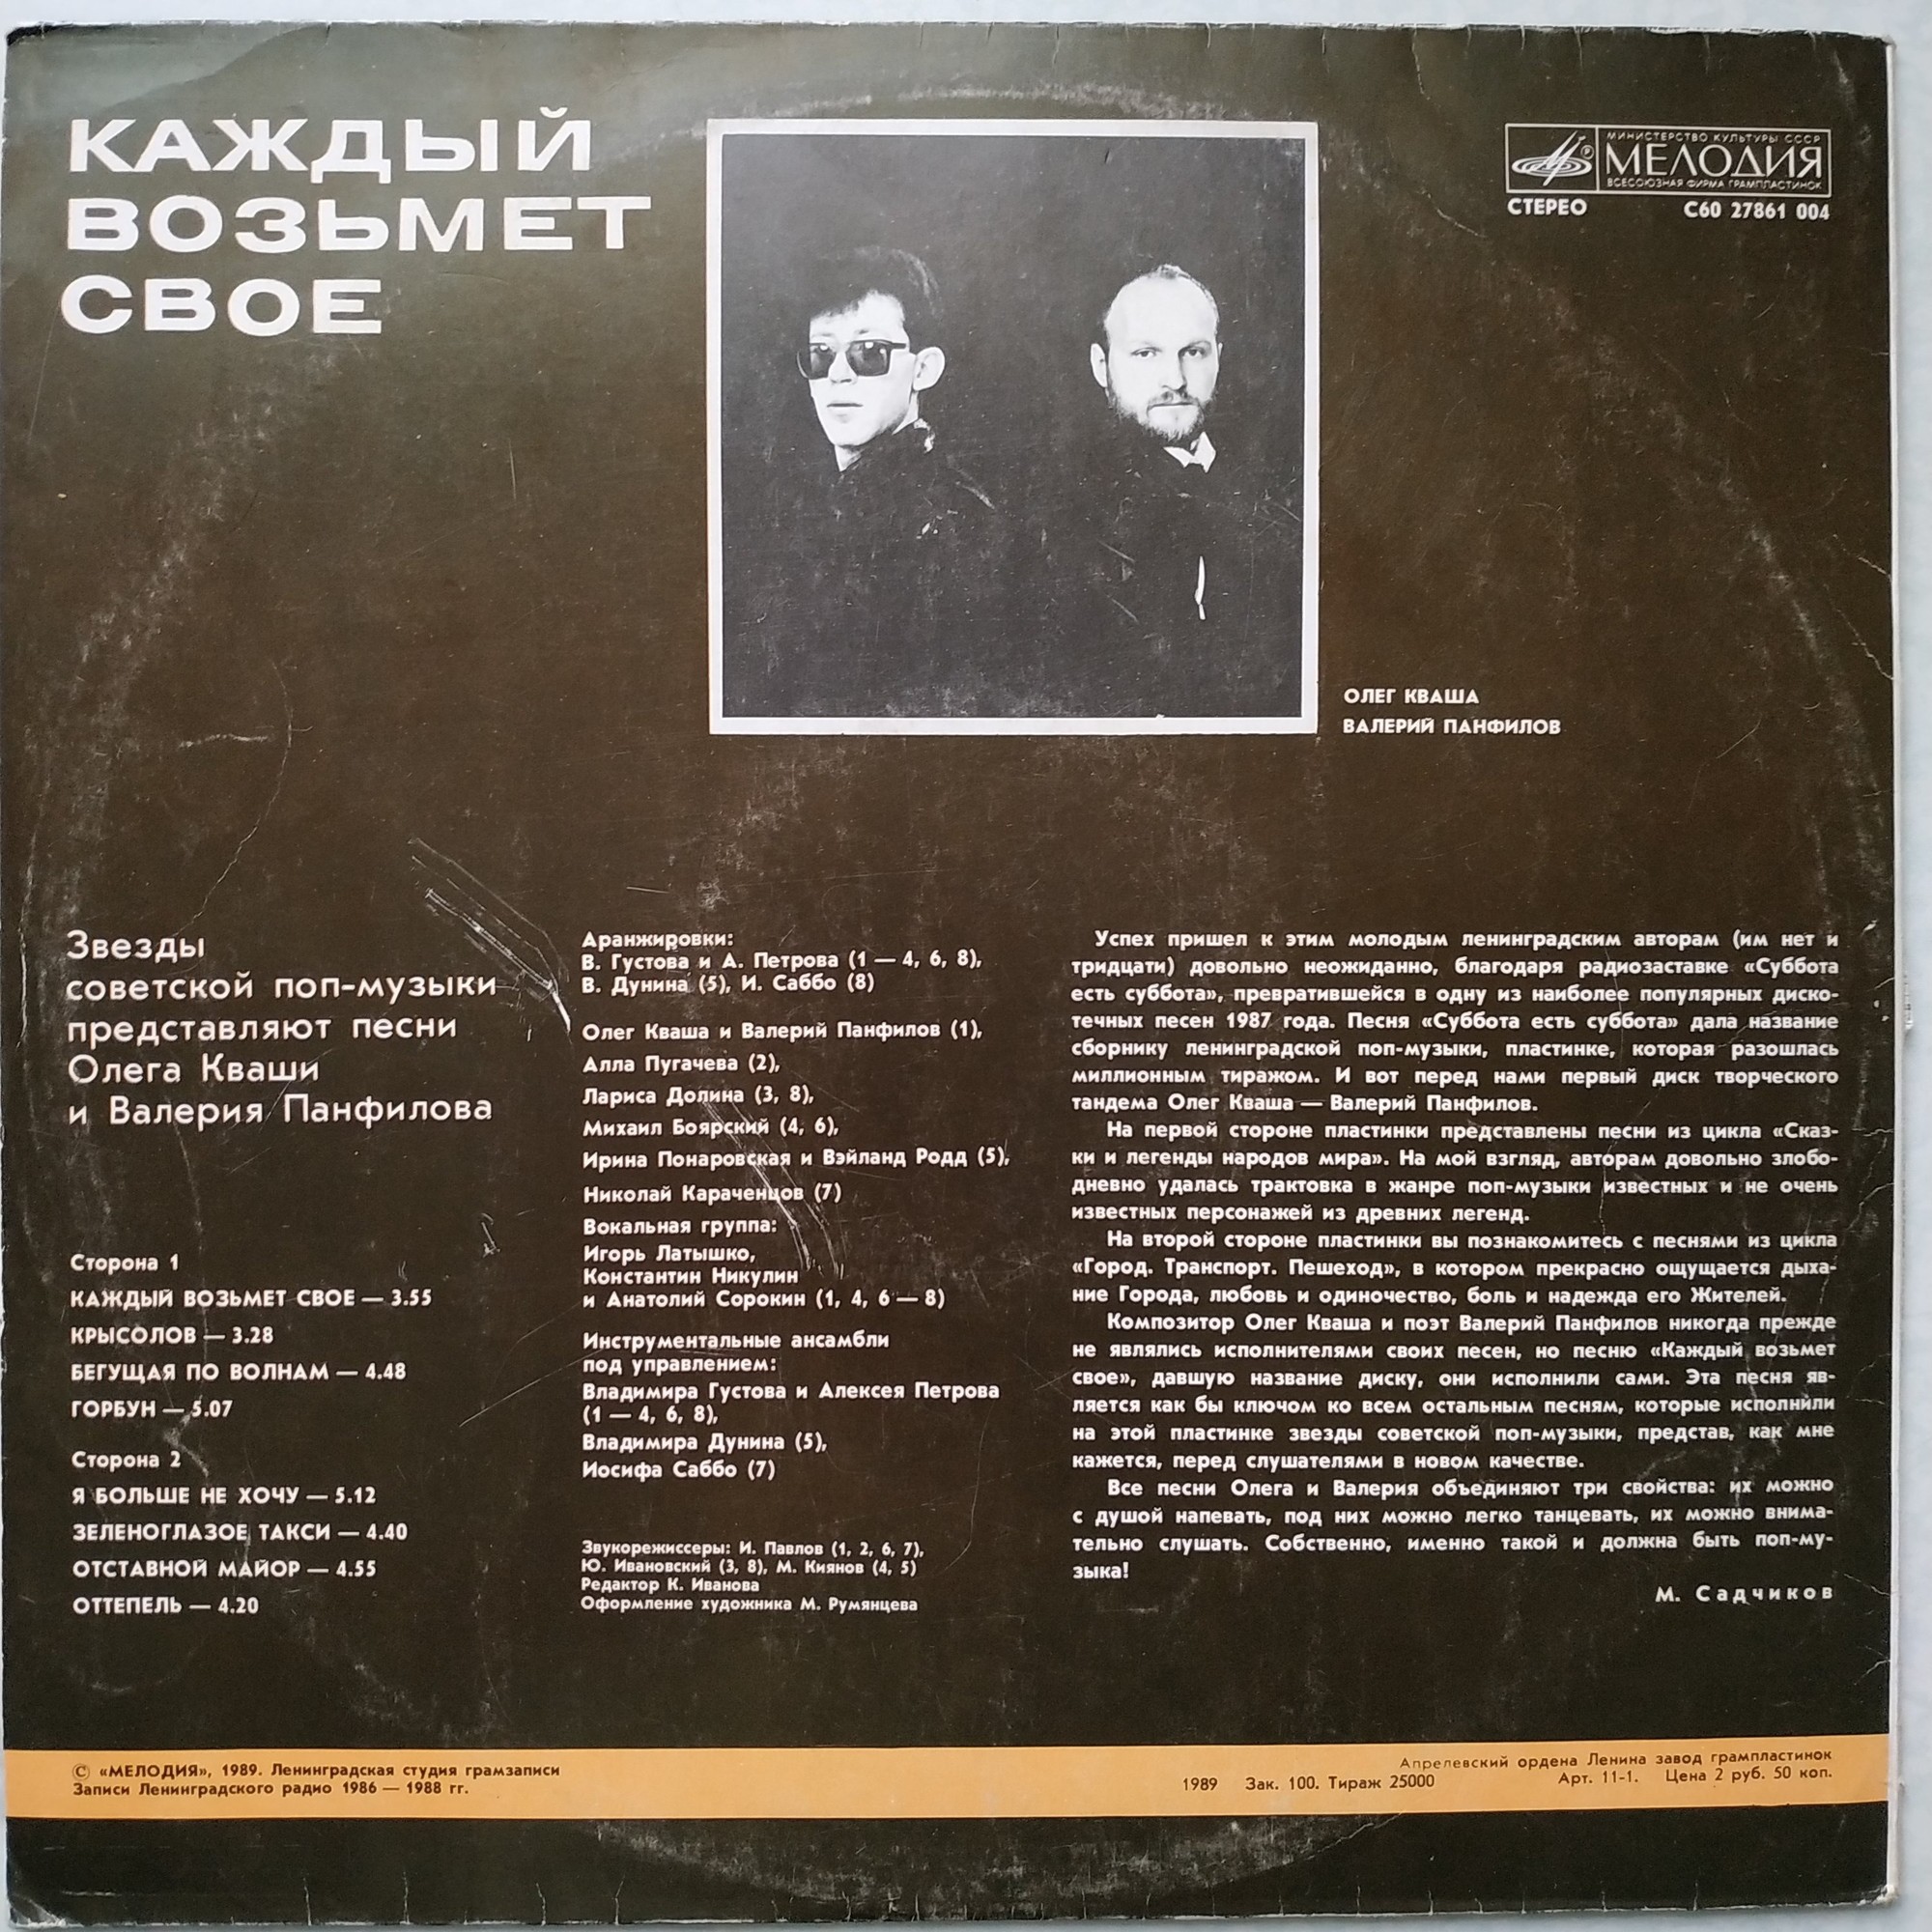 КАЖДЫЙ
ВОЗЬМЕТ
СВОЕ
МИНИСТЕРСТВО КУЛЬТУРЫ СССР
МЕЛОДИЯ
ВСЕСОЮЗНАЯ ФИРМА ГРАМПЛАСТИНОК
СТЕРЕО С60 27861 004
ОЛЕГ КВАША
ВАЛЕРИЙ ПАНФИЛОВ
Звезды
советской поп-музыки
представляют песни
Олега Кваши
и Валерия Панфилова
Сторона 1
КАЖДЫЙ ВОЗЬМЕТ СВОЕ — 3.55
КРЫСОЛОВ — 3.28
БЕГУЩАЯ ПО ВОЛНАМ — 4.48
ГОРБУН — 5.07
Сторона 2
Я БОЛЬШЕ НЕ ХОЧУ — 5.12
ЗЕЛЕНОГЛАЗОЕ ТАКСИ — 4.40
ОТСТАВНОЙ МАЙОР — 4.55
ОТТЕПЕЛЬ — 4.20
Аранжировки:
В. Густова и А. Петрова (1 — 4, 6, 8),
В. Дунина (5), И. Саббо (8)
Олег Кваша и Валерий Панфилов (1),
Алла Пугачева (2),
Лариса Долина (3, 8),
Михаил Боярский (4, 6),
Ирина Понаровская и Вэйланд Родд (5),
Николай Караченцов (7)
Вокальная группа:
Игорь Латышко,
Константин Никулин
и Анатолий Сорокин (1, 4, 6 — 8)
Инструментальные ансамбли
под управлением:
Владимира Густова и Алексея Петрова
(1 — 4, 6, 8),
Владимира Дунина (5),
Иосифа Саббо (7)
Звукорежиссеры: И. Павлов (1, 2, 6, 7),
Ю. Ивановский (3, 8), М. Киянов (4, 5)
Редактор К. Иванова
Оформление художника М. Румянцева
Успех пришел к этим молодым ленинградским авторам (им нет и
тридцати) довольно неожиданно, благодаря радиозаставке «Суббота
есть суббота», превратившейся в одну из наиболее популярных диско-
течных песен 1987 года. Песня «Суббота есть суббота» дала название
сборнику ленинградской поп-музыки, пластинке, которая разошлась
миллионным тиражом. И вот перед нами первый диск творческого
тандема Олег Кваша — Валерий Панфилов.
На первой стороне пластинки представлены песни из цикла «Сказ-
ки и легенды народов мира». На мой взгляд, авторам довольно злобо-
дневно удалась трактовка в жанре поп-музыки известных и не очень
известных персонажей из древних легенд.
На второй стороне пластинки вы познакомитесь с песнями из цикла
«Город. Транспорт. Пешеход», в котором прекрасно ощущается дыха-
ние Города, любовь и одиночество, боль и надежда его Жителей.
Композитор Олег Кваша и поэт Валерий Панфилов никогда прежде
не являлись исполнителями своих песен, но песню «Каждый возьмет
свое», давшую название диску, они исполнили сами. Эта песня яв-
ляется как бы ключом ко всем остальным песням, которые исполнили
на этой пластинке звезды советской поп-музыки, представ, как мне
кажется, перед слушателями в новом качестве.
Все песни Олега и Валерия объединяют три свойства: их можно
с душой напевать, под них можно легко танцевать, их можно внима-
тельно слушать. Собственно, именно такой и должна быть поп-му-
зыка!
М. Садчиков
© «МЕЛОДИЯ», 1989. Ленинградская студия грамзаписи
Записи Ленинградского радио 1986 — 1988 гг.
Апрелевский ордена Ленина завод грампластинок
1989 Зак. 100. Тираж 25000 Арт. 11-1. Цена 2 руб. 50 коп.